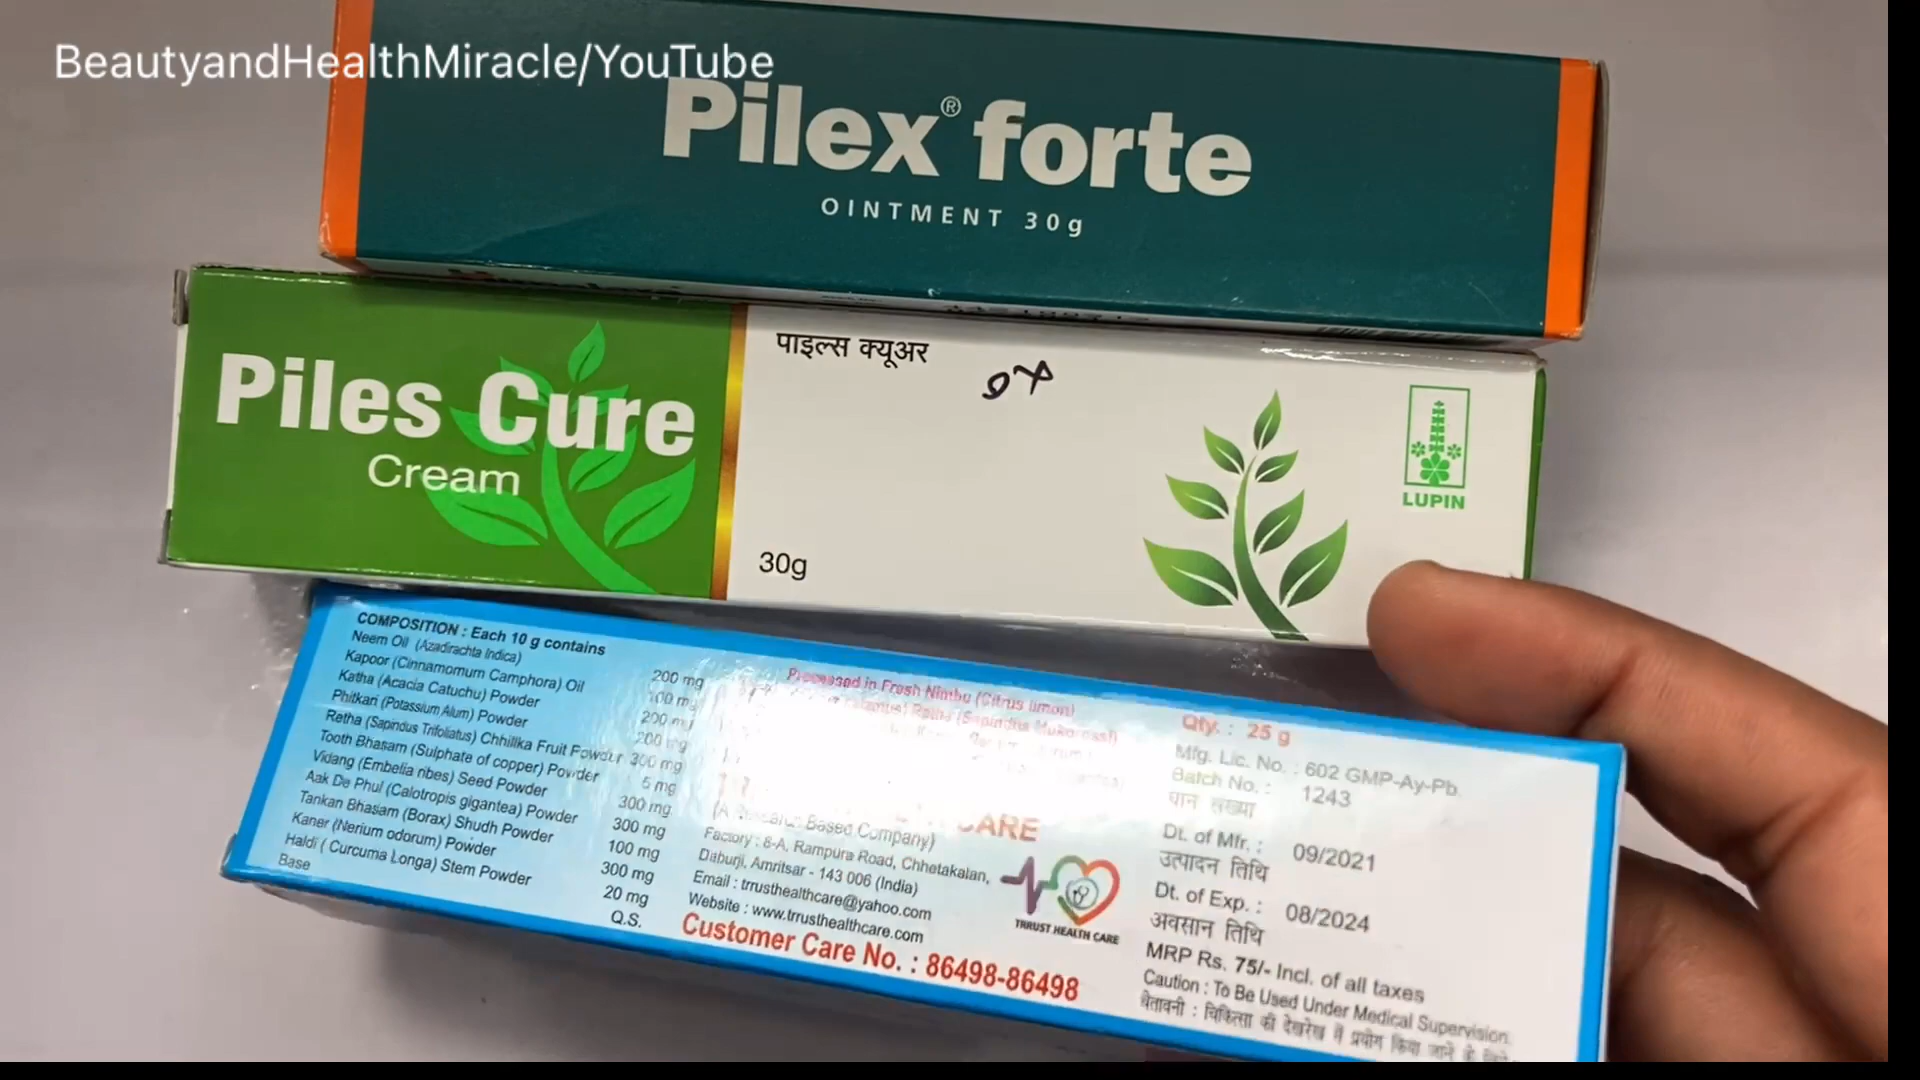 BeautyandHealthMiracle/YouTube
Pilex® forte
OINTMENT 30g
Piles Cure
Cream
पाइल्स क्यूअर
30g
LUPIN
COMPOSITION : Each 10 g contains
Neem Oil (Azadirachta Indica) 200 mg
Kapoor (Cinnamomum Camphora) Oil 100 mg
Katha (Acacia Catuchu) Powder 200 mg
Phitkari (Potassium Alum) Powder 200 mg
Retha (Sapindus Trifoliatus) Chhilka Fruit Powder 300 mg
Tooth Bhasam (Sulphate of copper) Powder 5 mg
Vidang (Embelia ribes) Seed Powder 300 mg
Aak De Phul (Calotropis gigantea) Powder 300 mg
Tankan Bhasam (Borax) Shudh Powder 100 mg
Kaner (Nerium odorum) Powder 300 mg
Haldi ( Curcuma Longa) Stem Powder 20 mg
Base Q.S.
Processed in Fresh Nimbu (Citrus limon)
Retha (Sapindus Mukorossi)
CARE
(A Research Based Company)
Factory : 8-A, Rampura Road, Chhetakalan,
Daburji, Amritsar - 143 006 (India)
Email : trrusthealthcare@yahoo.com
Website : www.trrusthealthcare.com
Customer Care No. : 86498-86498
TRRUST HEALTH CARE
Qty. : 25 g
Mfg. Lic. No. : 602 GMP-Ay-Pb.
Batch No. : 1243
घान संख्या
Dt. of Mfr. : 09/2021
उत्पादन तिथि
Dt. of Exp. : 08/2024
अवसान तिथि
MRP Rs. 75/- Incl. of all taxes
Caution : To Be Used Under Medical Supervision.
चेतावनी : चिकित्सा की देखरेख में प्रयोग किया जाने के लिये